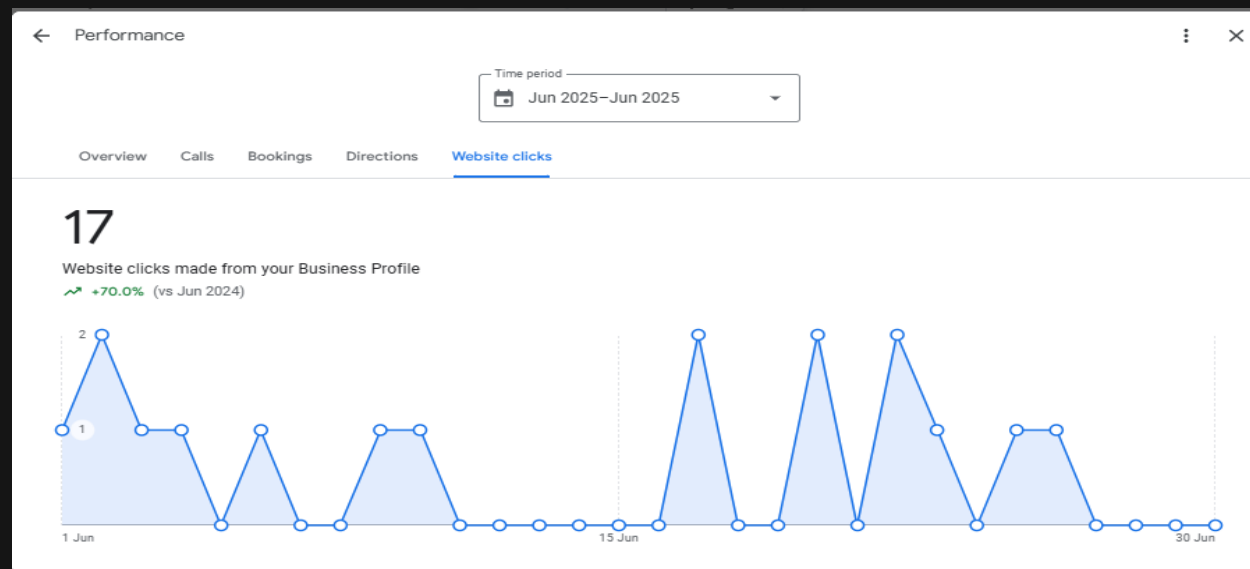 Performance
Time period
Jun 2025–Jun 2025
Overview Calls Bookings Directions Website clicks
17
Website clicks made from your Business Profile
+70.0% (vs Jun 2024)
2
1
1 Jun 15 Jun 30 Jun